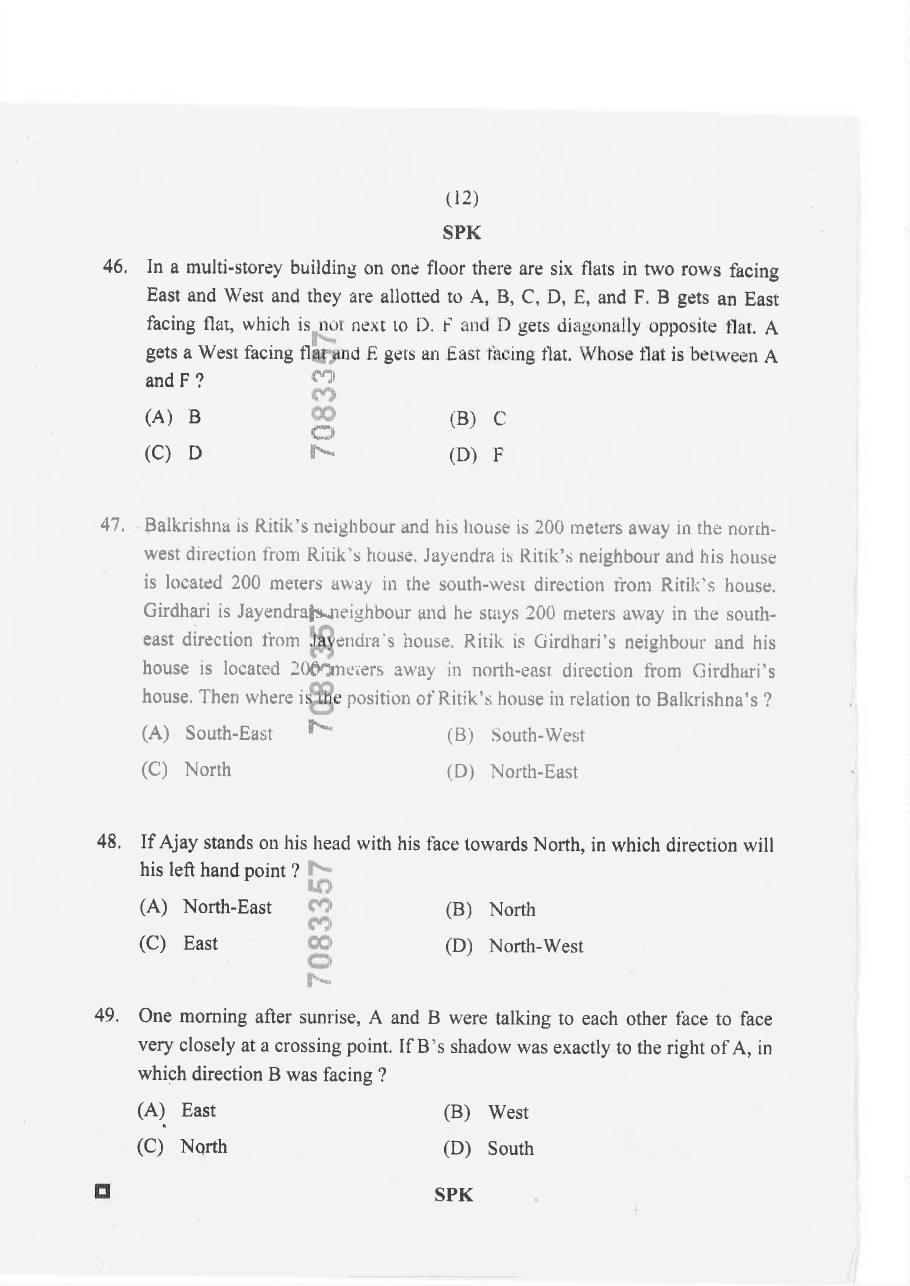 (12)
SPK
46. In a multi-storey building on one floor there are six flats in two rows facing
East and West and they are allotted to A, B, C, D, E, and F. B gets an East
facing flat, which is not next to D. F and D gets diagonally opposite flat. A
gets a West facing flat and E gets an East facing flat. Whose flat is between A
and F ?
(A) B
(B) C
(C) D
(D) F
7083357
47. Balkrishna is Ritik's neighbour and his house is 200 meters away in the north-
west direction from Ritik's house. Jayendra is Ritik's neighbour and his house
is located 200 meters away in the south-west direction from Ritik's house.
Girdhari is Jayendra's neighbour and he stays 200 meters away in the south-
east direction from Jayendra's house. Ritik is Girdhari's neighbour and his
house is located 200 meters away in north-east direction from Girdhari's
house. Then where is the position of Ritik's house in relation to Balkrishna's ?
(A) South-East
(B) South-West
(C) North
(D) North-East
7083357
48. If Ajay stands on his head with his face towards North, in which direction will
his left hand point ?
(A) North-East
(B) North
(C) East
(D) North-West
7083357
49. One morning after sunrise, A and B were talking to each other face to face
very closely at a crossing point. If B's shadow was exactly to the right of A, in
which direction B was facing ?
(A) East
(B) West
(C) North
(D) South
SPK